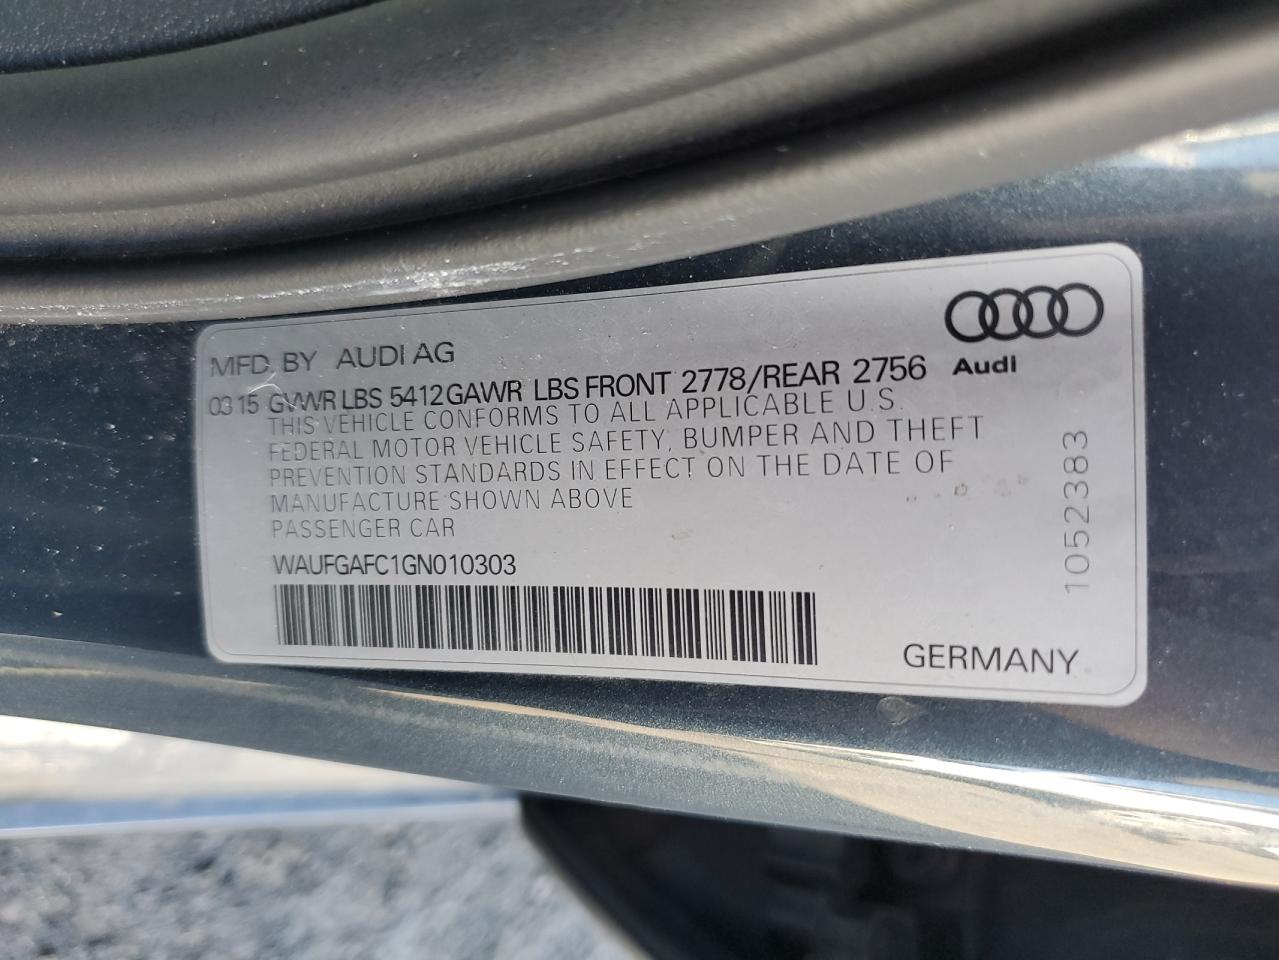 MFD. BY AUDI AG
0315 GVWR LBS 5412 GAWR LBS FRONT 2778/REAR 2756
Audi
THIS VEHICLE CONFORMS TO ALL APPLICABLE U.S.
FEDERAL MOTOR VEHICLE SAFETY, BUMPER AND THEFT
PREVENTION STANDARDS IN EFFECT ON THE DATE OF
MANUFACTURE SHOWN ABOVE
PASSENGER CAR
WAUFGAFC1GN010303
GERMANY
10523383